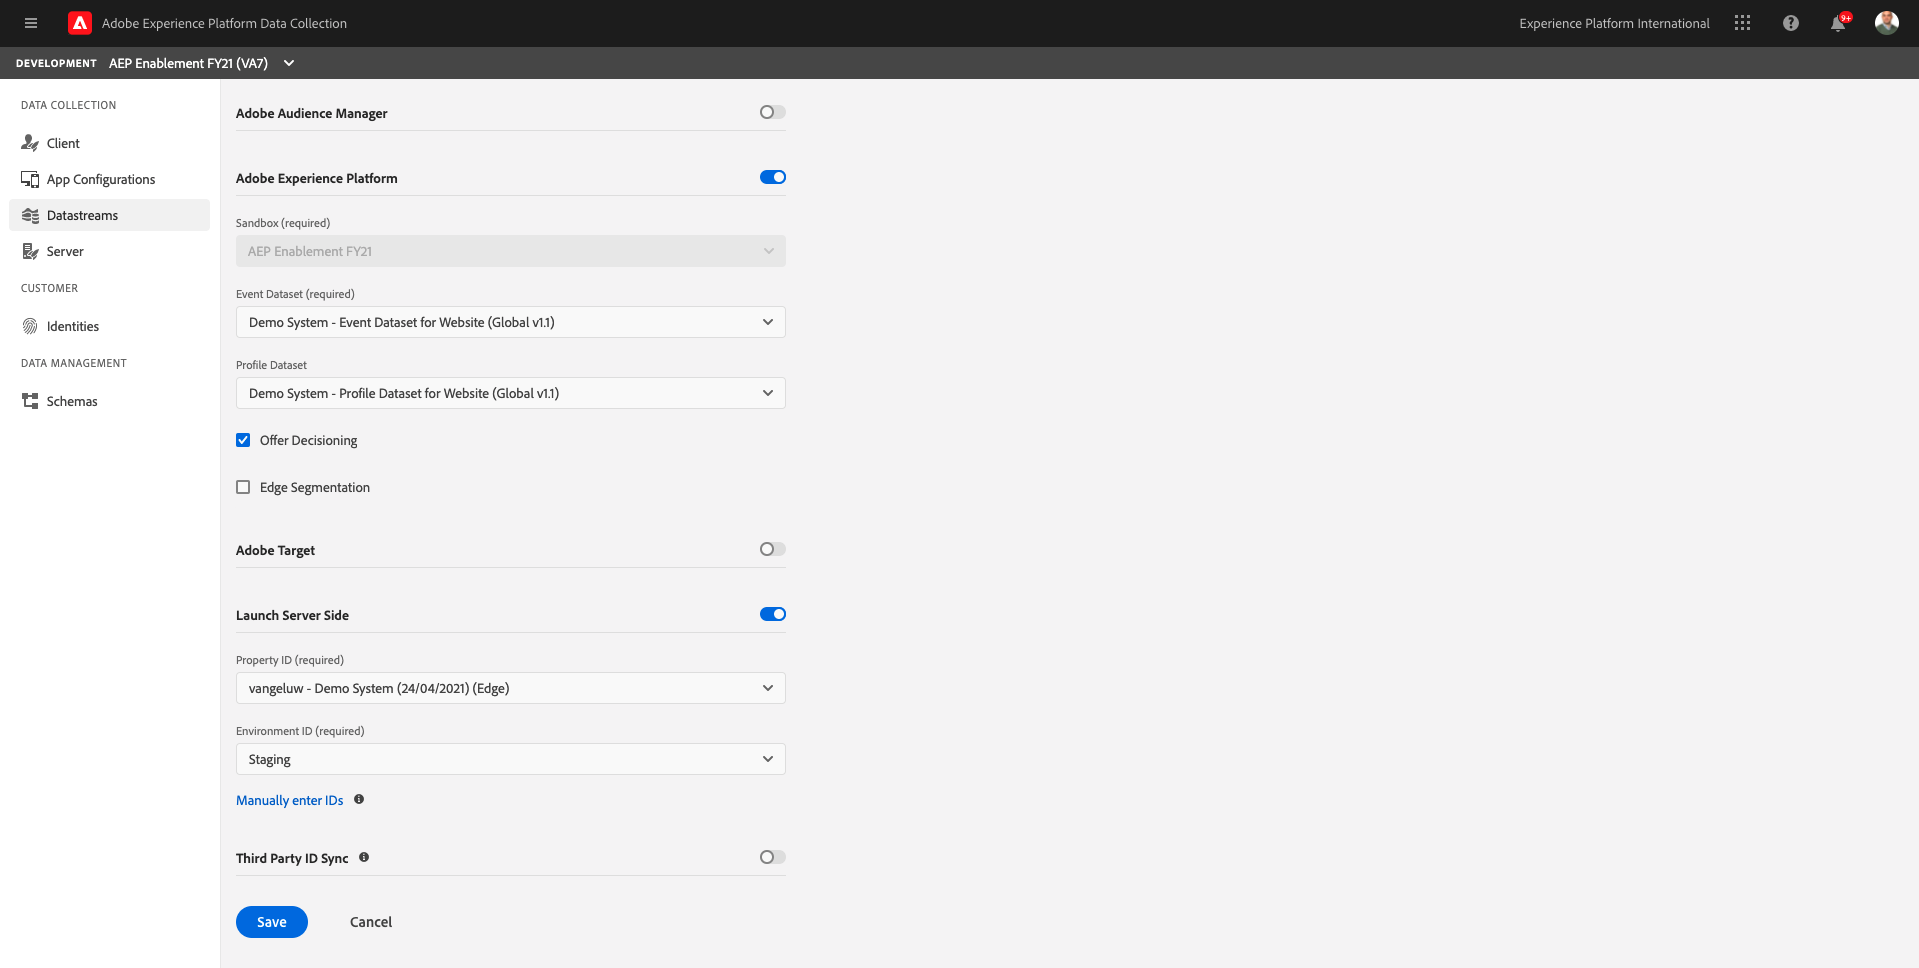 Adobe Experience Platform Data Collection
Experience Platform International
9+
DEVELOPMENT AEP Enablement FY21 (VA7)
DATA COLLECTION
Client
App Configurations
Datastreams
Server
CUSTOMER
Identities
DATA MANAGEMENT
Schemas
Adobe Audience Manager
Adobe Experience Platform
Sandbox (required)
AEP Enablement FY21
Event Dataset (required)
Demo System - Event Dataset for Website (Global v1.1)
Profile Dataset
Demo System - Profile Dataset for Website (Global v1.1)
Offer Decisioning
Edge Segmentation
Adobe Target
Launch Server Side
Property ID (required)
vangeluw - Demo System (24/04/2021) (Edge)
Environment ID (required)
Staging
Manually enter IDs
Third Party ID Sync
Save Cancel